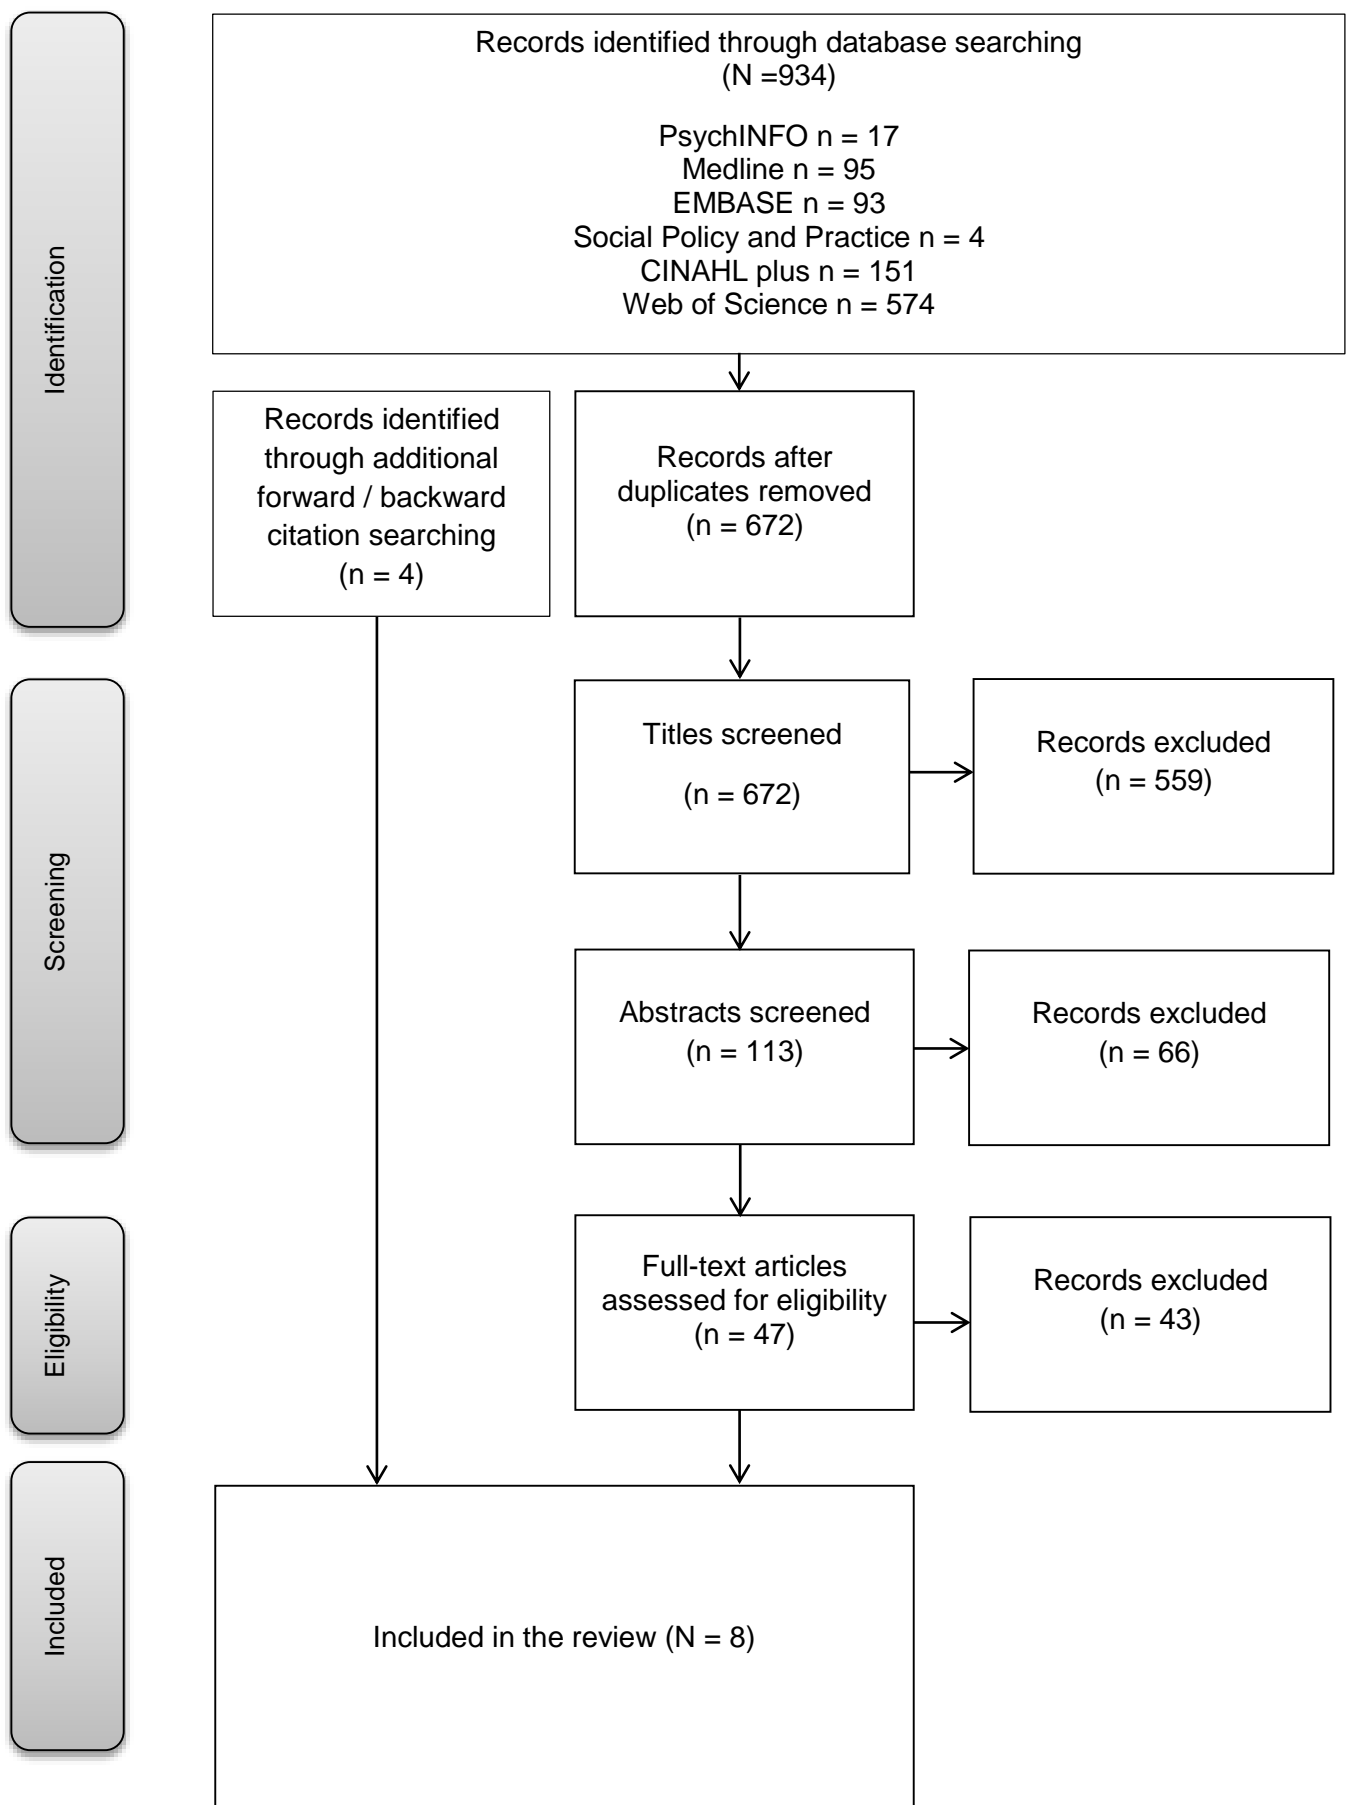 Identification
Records identified through database searching
(N =934)
PsychINFO n = 17
Medline n = 95
EMBASE n = 93
Social Policy and Practice n = 4
CINAHL plus n = 151
Web of Science n = 574
Records identified
through additional
forward / backward
citation searching
(n = 4)
Records after
duplicates removed
(n = 672)
Screening
Titles screened
(n = 672)
Records excluded
(n = 559)
Abstracts screened
(n = 113)
Records excluded
(n = 66)
Eligibility
Full-text articles
assessed for eligibility
(n = 47)
Records excluded
(n = 43)
Included
Included in the review (N = 8)